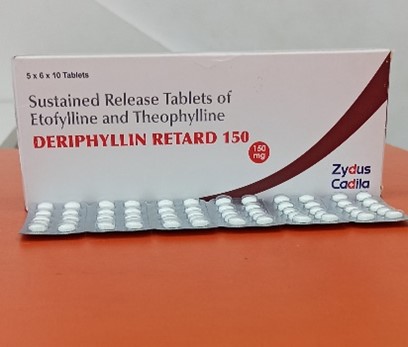 5 x 6 x 10 Tablets
Sustained Release Tablets of
Etofylline and Theophylline
DERIPHYLLIN RETARD 150
150
mg
Zydus
Cadila